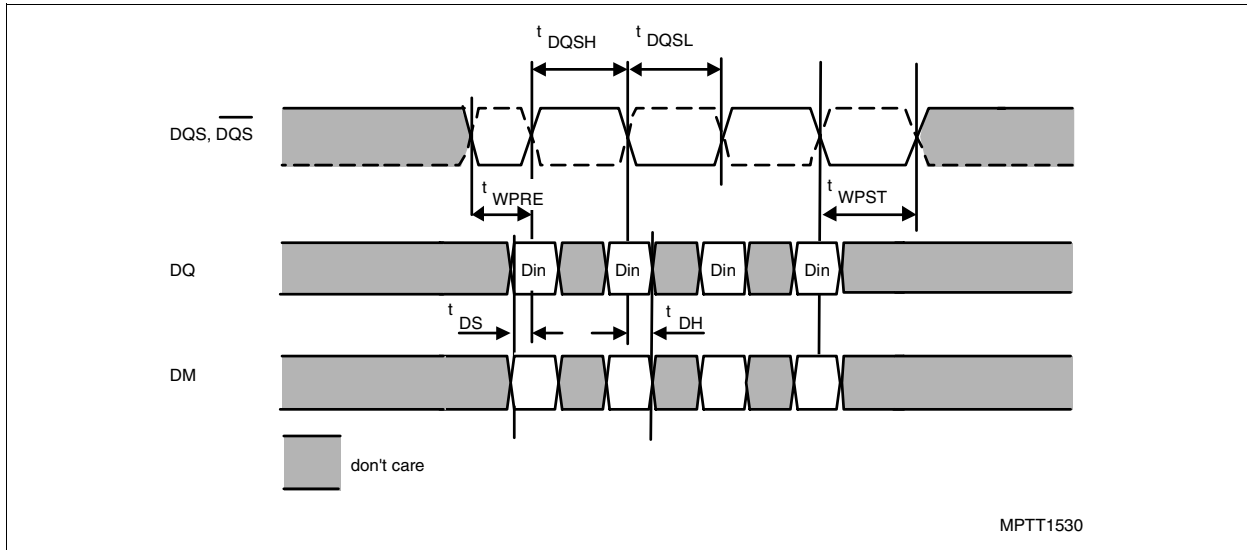 t DQSH t DQSL
DQS, DQS
t WPRE t WPST
DQ Din Din Din Din
t DS t DH
DM
don't care
MPTT1530